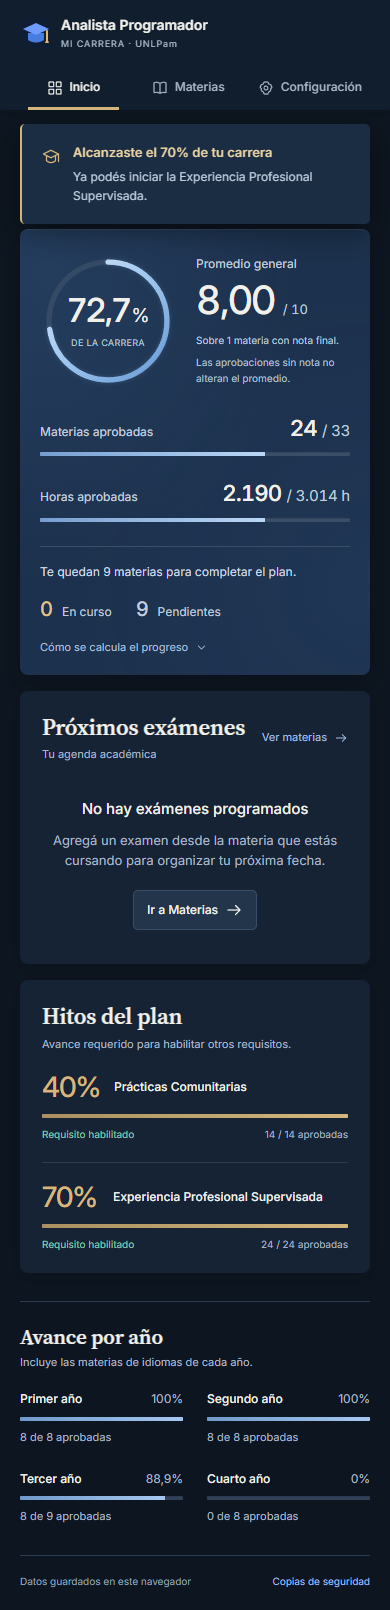 Analista Programador
MI CARRERA · UNLPam
Inicio
Materias
Configuración
Alcanzaste el 70% de tu carrera
Ya podés iniciar la Experiencia Profesional
Supervisada.
72,7%
DE LA CARRERA
Promedio general
8,00 / 10
Sobre 1 materia con nota final.
Las aprobaciones sin nota no
alteran el promedio.
Materias aprobadas
24 / 33
Horas aprobadas
2.190 / 3.014 h
Te quedan 9 materias para completar el plan.
0 En curso
9 Pendientes
Cómo se calcula el progreso
Próximos exámenes
Ver materias
Tu agenda académica
No hay exámenes programados
Agregá un examen desde la materia que estás
cursando para organizar tu próxima fecha.
Ir a Materias
Hitos del plan
Avance requerido para habilitar otros requisitos.
40% Prácticas Comunitarias
Requisito habilitado
14 / 14 aprobadas
70% Experiencia Profesional Supervisada
Requisito habilitado
24 / 24 aprobadas
Avance por año
Incluye las materias de idiomas de cada año.
Primer año 100%
8 de 8 aprobadas
Segundo año 100%
8 de 8 aprobadas
Tercer año 88,9%
8 de 9 aprobadas
Cuarto año 0%
0 de 8 aprobadas
Datos guardados en este navegador
Copias de seguridad